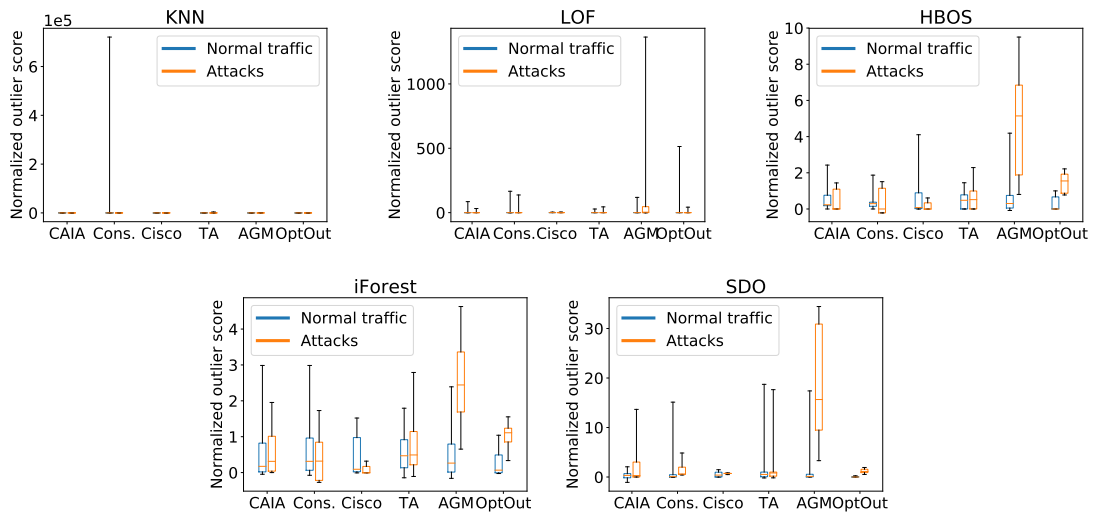 KNN
1e5
Normalized outlier score
6
4
2
0
Normal traffic
Attacks
CAIA Cons. Cisco TA AGM OptOut
LOF
Normalized outlier score
1000
500
0
Normal traffic
Attacks
CAIA Cons. Cisco TA AGM OptOut
HBOS
Normalized outlier score
10
8
6
4
2
0
Normal traffic
Attacks
CAIA Cons. Cisco TA AGM OptOut
iForest
Normalized outlier score
4
3
2
1
0
Normal traffic
Attacks
CAIA Cons. Cisco TA AGM OptOut
SDO
Normalized outlier score
30
20
10
0
Normal traffic
Attacks
CAIA Cons. Cisco TA AGM OptOut